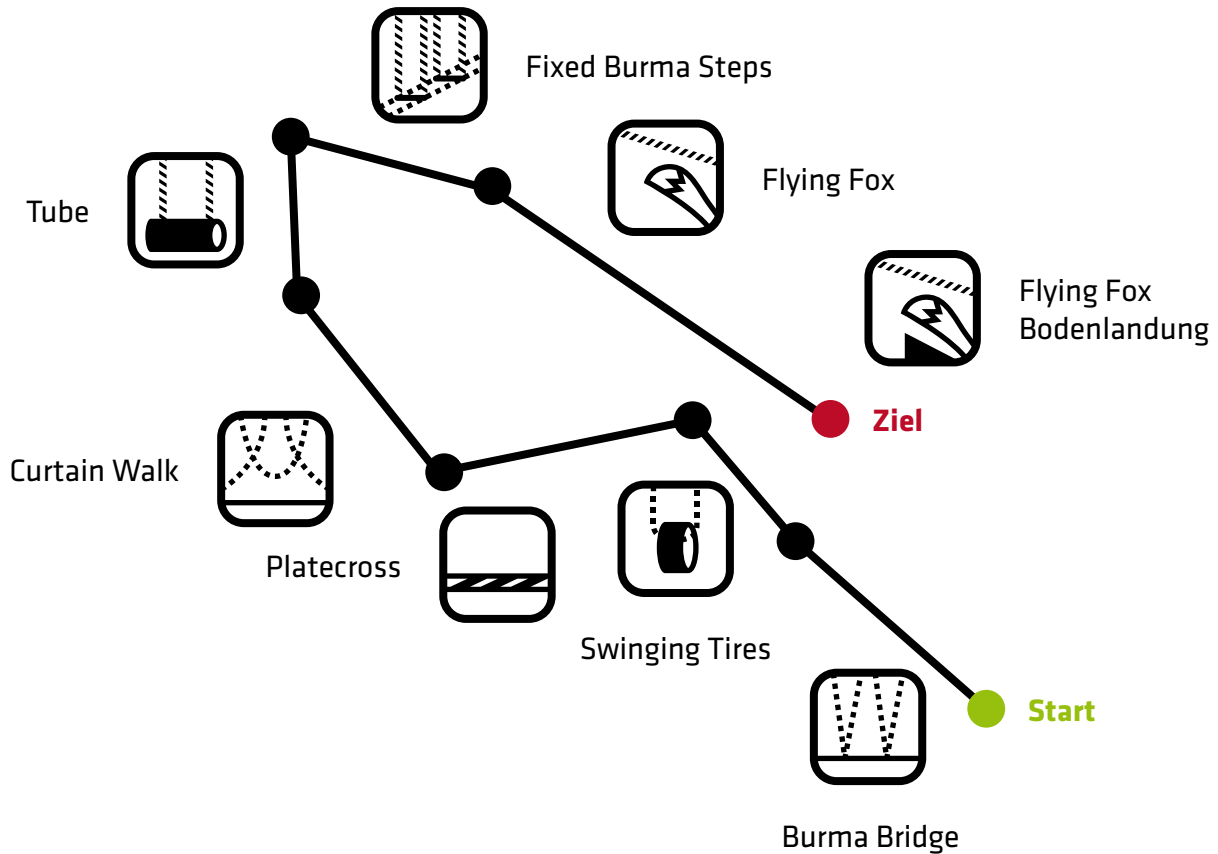 Fixed Burma Steps
Flying Fox
Tube
Flying Fox
Bodenlandung
Ziel
Curtain Walk
Platecross
Swinging Tires
Start
Burma Bridge